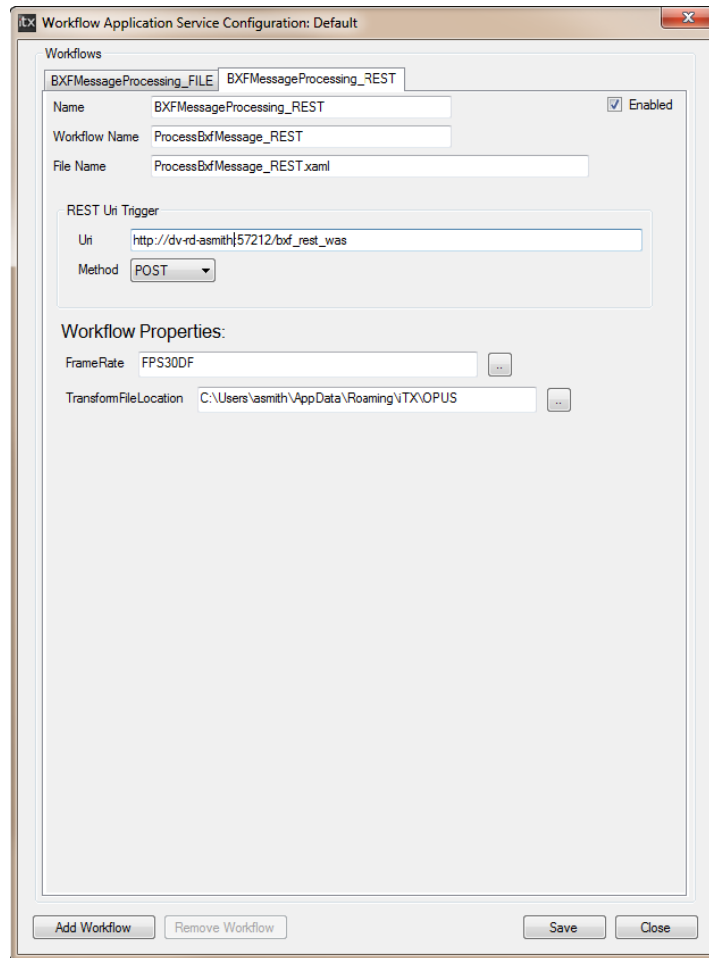 itx Workflow Application Service Configuration: Default x
Workflows
BXFMessageProcessing_FILE BXFMessageProcessing_REST
Name BXFMessageProcessing_REST Enabled
Workflow Name ProcessBxfMessage_REST
File Name ProcessBxfMessage_REST.xaml
REST Uri Trigger
Uri http://dv-rd-asmith:57212/bxf_rest_was
Method POST
Workflow Properties:
FrameRate FPS30DF ..
TransformFileLocation C:\Users\asmith\AppData\Roaming\iTX\OPUS ..
Add Workflow Remove Workflow Save Close